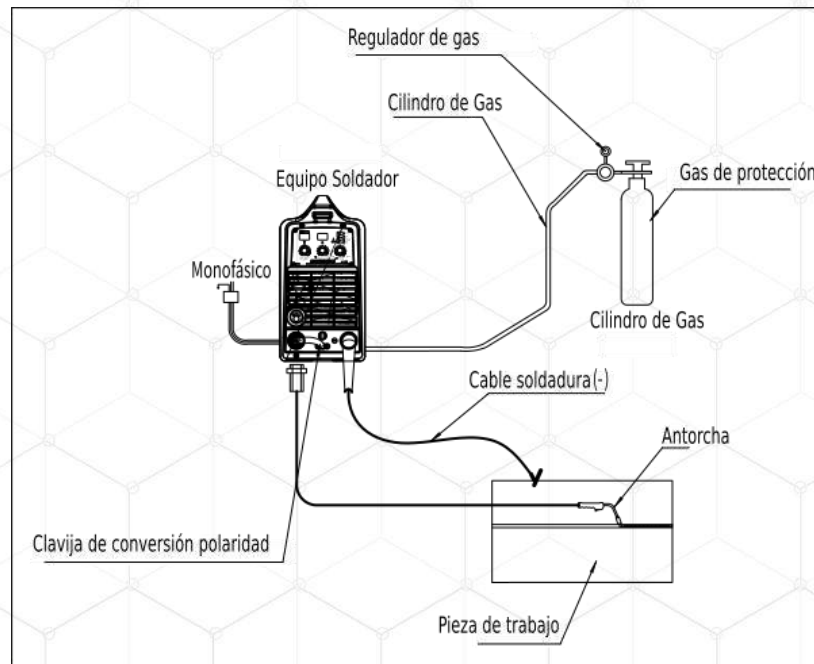 Regulador de gas
Cilindro de Gas
Gas de protección
Equipo Soldador
Monofásico
Cilindro de Gas
Cable soldadura(-)
Antorcha
Clavija de conversión polaridad
Pieza de trabajo